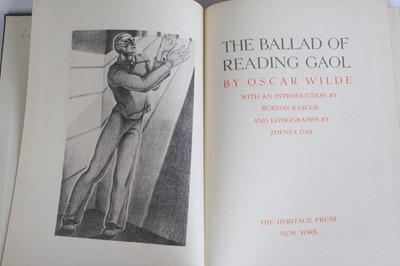 THE BALLAD OF
READING GAOL
BY OSCAR WILDE
WITH AN INTRODUCTION BY
BURTON RASCOE
AND LITHOGRAPHS BY
ZHENYA GAY
THE HERITAGE PRESS
NEW YORK